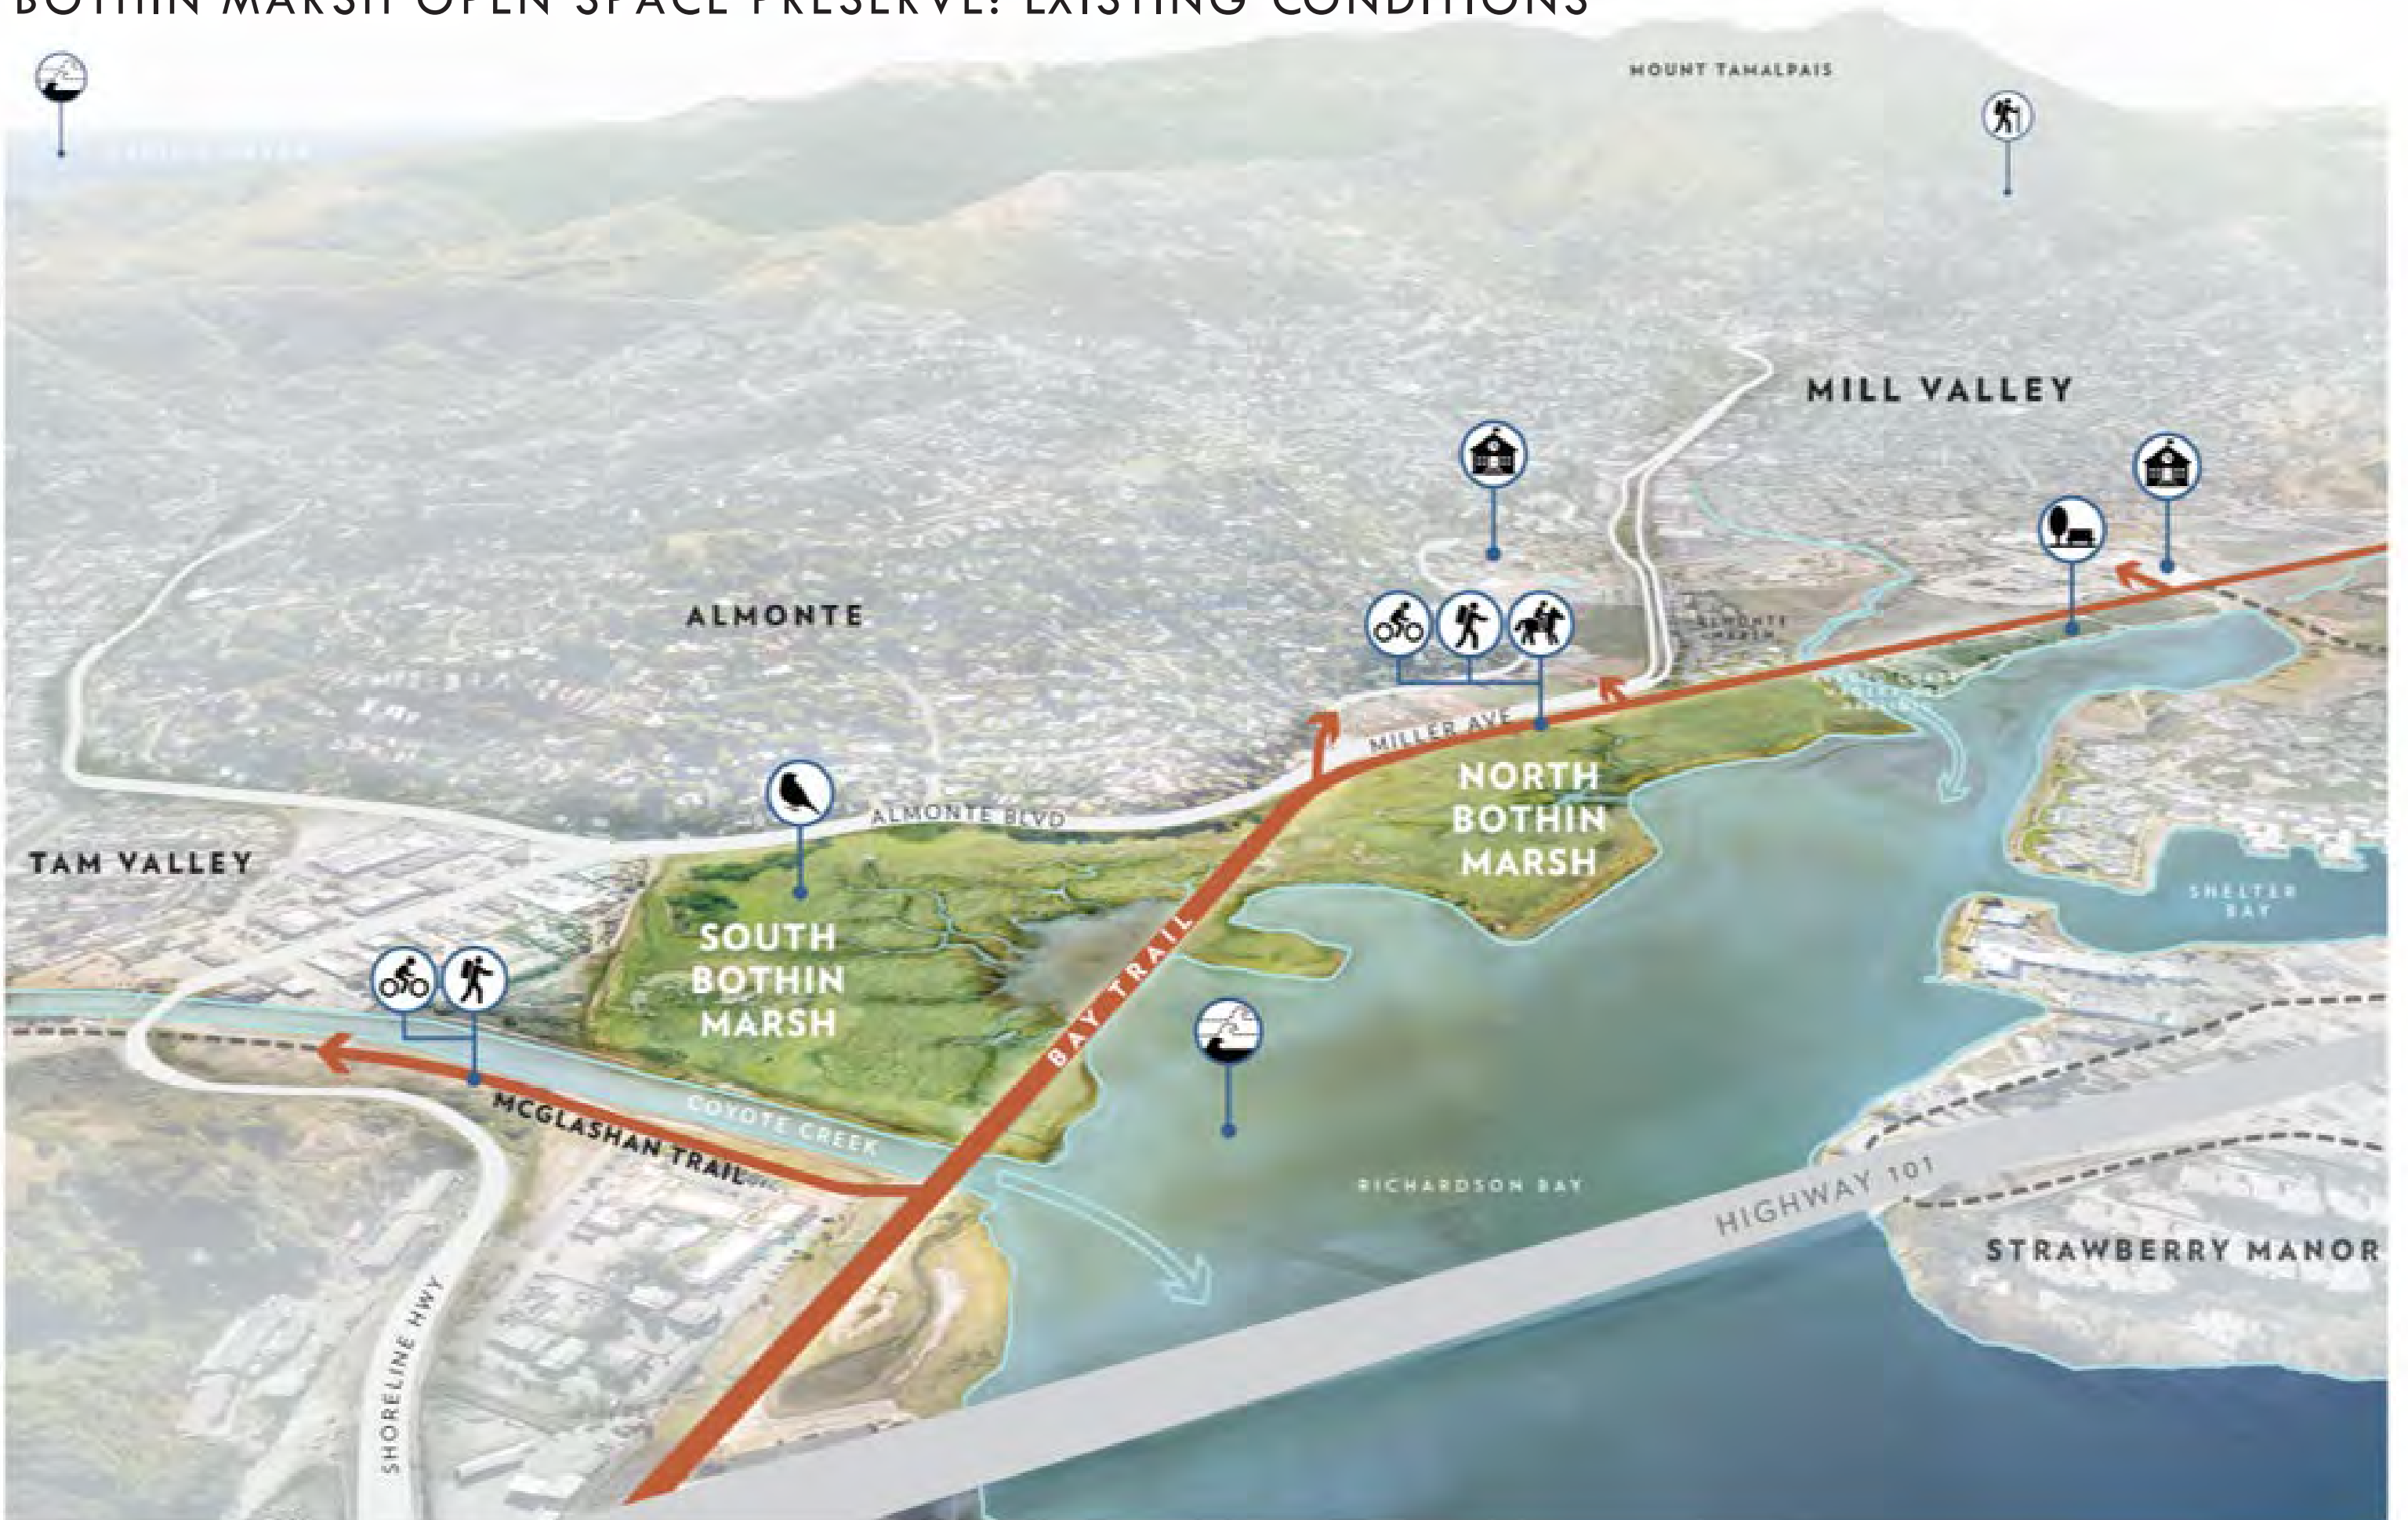 BOTHIN MARSH OPEN SPACE PRESERVE: EXISTING CONDITIONS
MOUNT TAMALPAIS
MILL VALLEY
ALMONTE
ALMONTE
MARSH
MILLER AVE
NORTH
BOTHIN
MARSH
ALMONTE BLVD
TAM VALLEY
SHELTER
BAY
SOUTH
BOTHIN
MARSH
BAY TRAIL
COYOTE CREEK
MCGLASHAN TRAIL
RICHARDSON BAY
HIGHWAY 101
STRAWBERRY MANOR
SHORELINE HWY